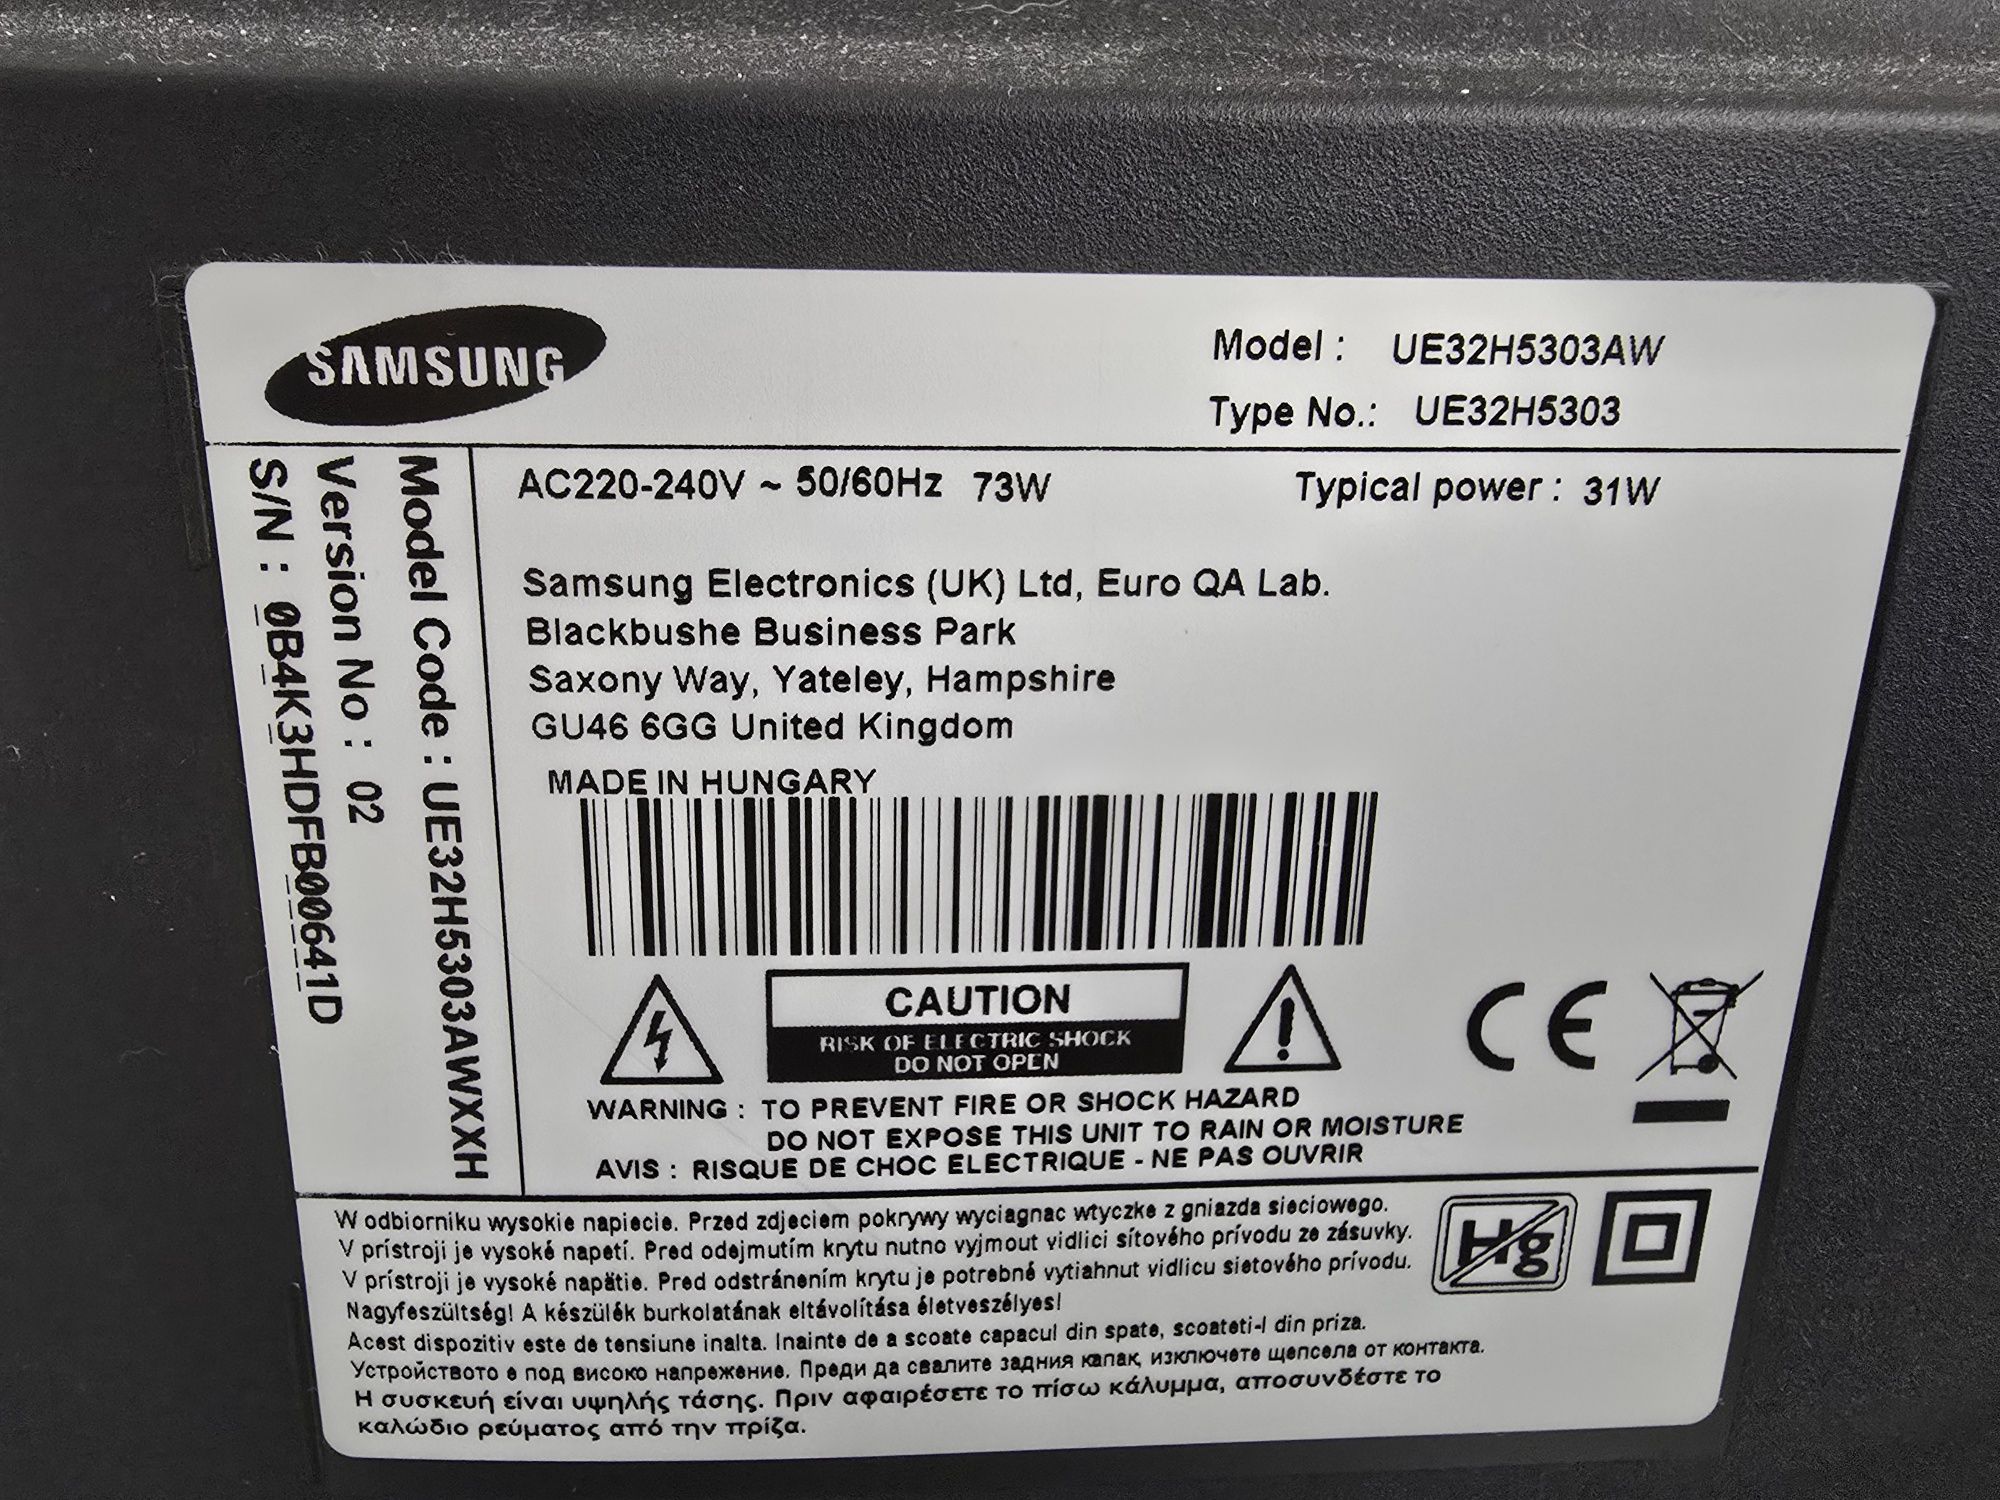 SAMSUNG
Model : UE32H5303AW
Type No.: UE32H5303
Model Code : UE32H5303AWXXH
Version No : 02
S/N : 0B4K3HDFB00641D
AC220-240V ~ 50/60Hz 73W
Typical power : 31W
Samsung Electronics (UK) Ltd, Euro QA Lab.
Blackbushe Business Park
Saxony Way, Yateley, Hampshire
GU46 6GG United Kingdom
MADE IN HUNGARY
CAUTION
RISK OF ELECTRIC SHOCK
DO NOT OPEN
CE
WARNING : TO PREVENT FIRE OR SHOCK HAZARD
DO NOT EXPOSE THIS UNIT TO RAIN OR MOISTURE
AVIS : RISQUE DE CHOC ELECTRIQUE - NE PAS OUVRIR
W odbiorniku wysokie napiecie. Przed zdjeciem pokrywy wyciagnac wtyczke z gniazda sieciowego.
V prístroji je vysoké napetí. Pred odejmutím krytu nutno vyjmout vidlici sítového prívodu ze zásuvky.
V prístroji je vysoké napätie. Pred odstránením krytu je potrebné vytiahnut vidlicu sietového prívodu.
Nagyfeszültség! A készülék burkolatának eltávolítása életveszélyes!
Acest dispozitiv este de tensiune inalta. Inainte de a scoate capacul din spate, scoateti-l din priza.
Устройството е под високо напрежение. Преди да свалите задния капак, изключете щепсела от контакта.
Η συσκευή είναι υψηλής τάσης. Πριν αφαιρέσετε το πίσω κάλυμμα, αποσυνδέστε το
καλώδιο ρεύματος από την πρίζα.
Hg